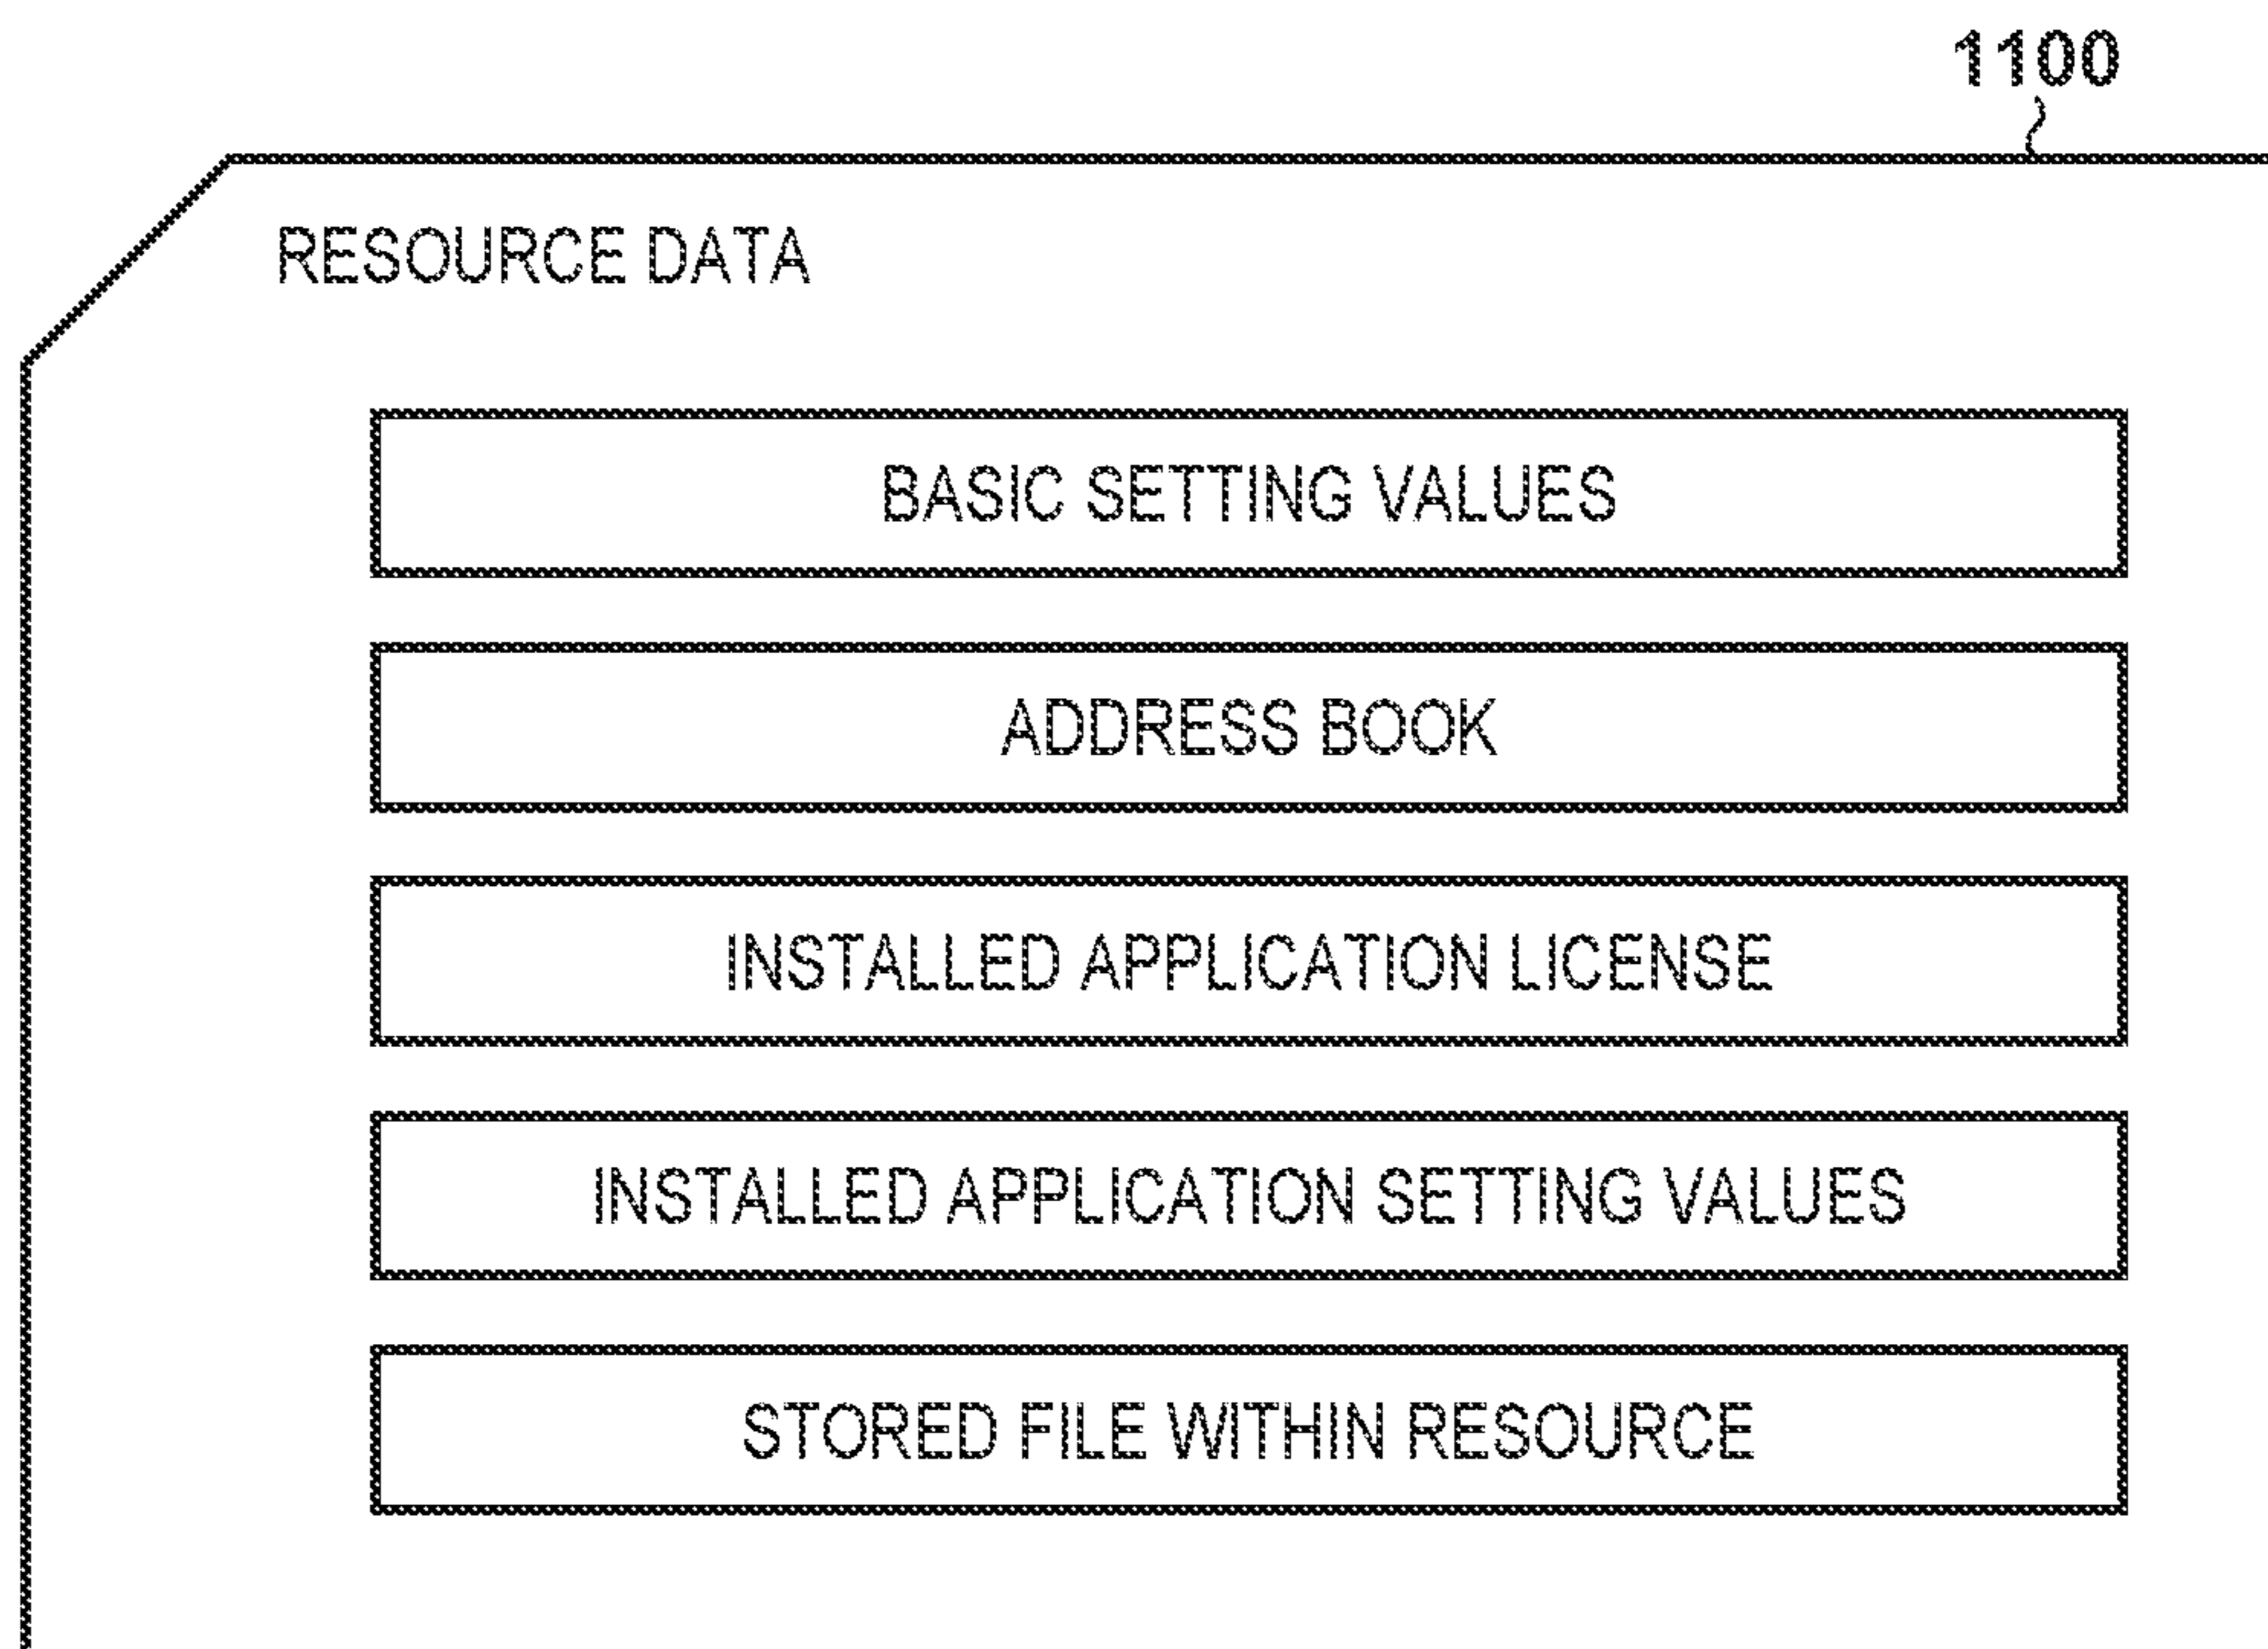 1100
RESOURCE DATA
BASIC SETTING VALUES
ADDRESS BOOK
INSTALLED APPLICATION LICENSE
INSTALLED APPLICATION SETTING VALUES
STORED FILE WITHIN RESOURCE